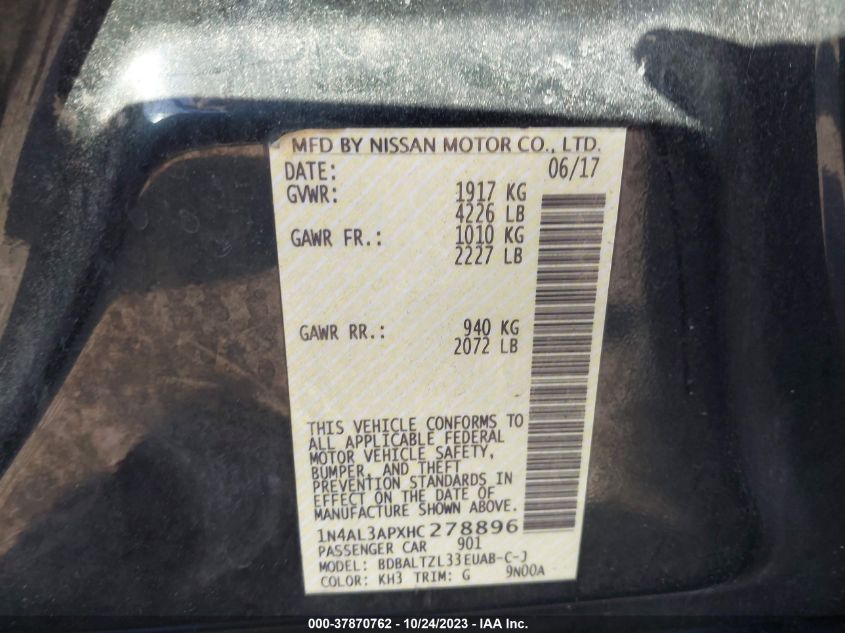 MFD BY NISSAN MOTOR CO., LTD.
DATE: 06/17
GVWR: 1917 KG
4226 LB
GAWR FR.: 1010 KG
2227 LB
GAWR RR.: 940 KG
2072 LB
THIS VEHICLE CONFORMS TO
ALL APPLICABLE FEDERAL
MOTOR VEHICLE SAFETY,
BUMPER, AND THEFT
PREVENTION STANDARDS IN
EFFECT ON THE DATE OF
MANUFACTURE SHOWN ABOVE.
1N4AL3APXHC278896
PASSENGER CAR 901
MODEL: BDBALTZL33EUAB-C-J
COLOR: KH3 TRIM: G 9N00A
000-37870762 - 10/24/2023 - IAA Inc.